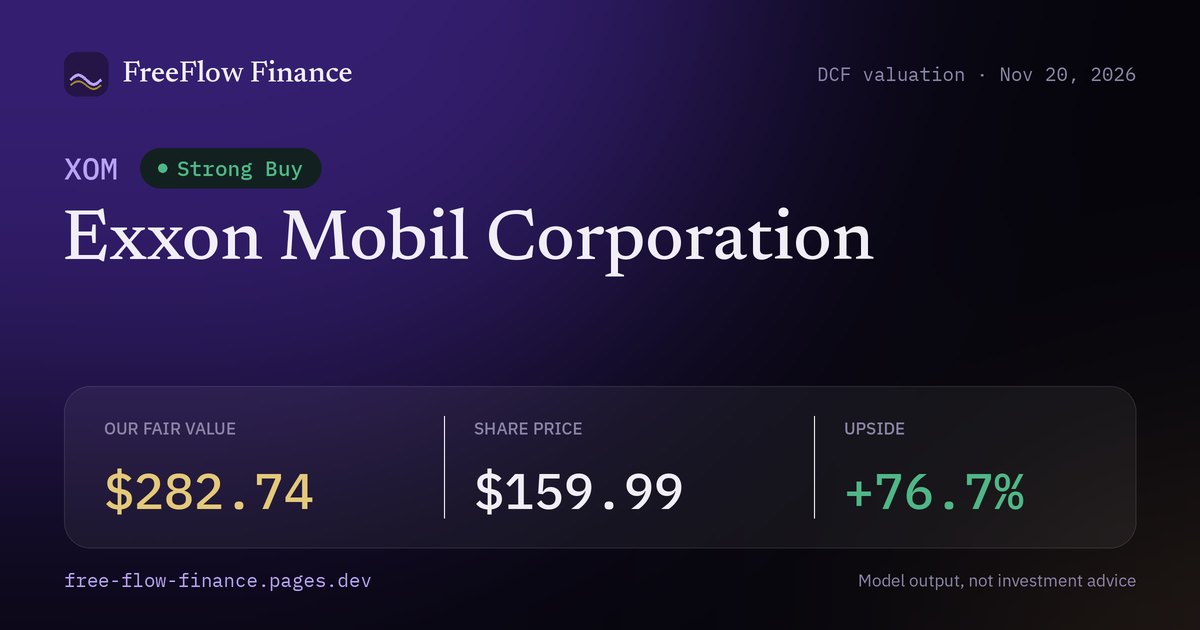 FreeFlow Finance
DCF valuation · Nov 20, 2026
XOM
Strong Buy
Exxon Mobil Corporation
OUR FAIR VALUE
$282.74
SHARE PRICE
$159.99
UPSIDE
+76.7%
free-flow-finance.pages.dev
Model output, not investment advice